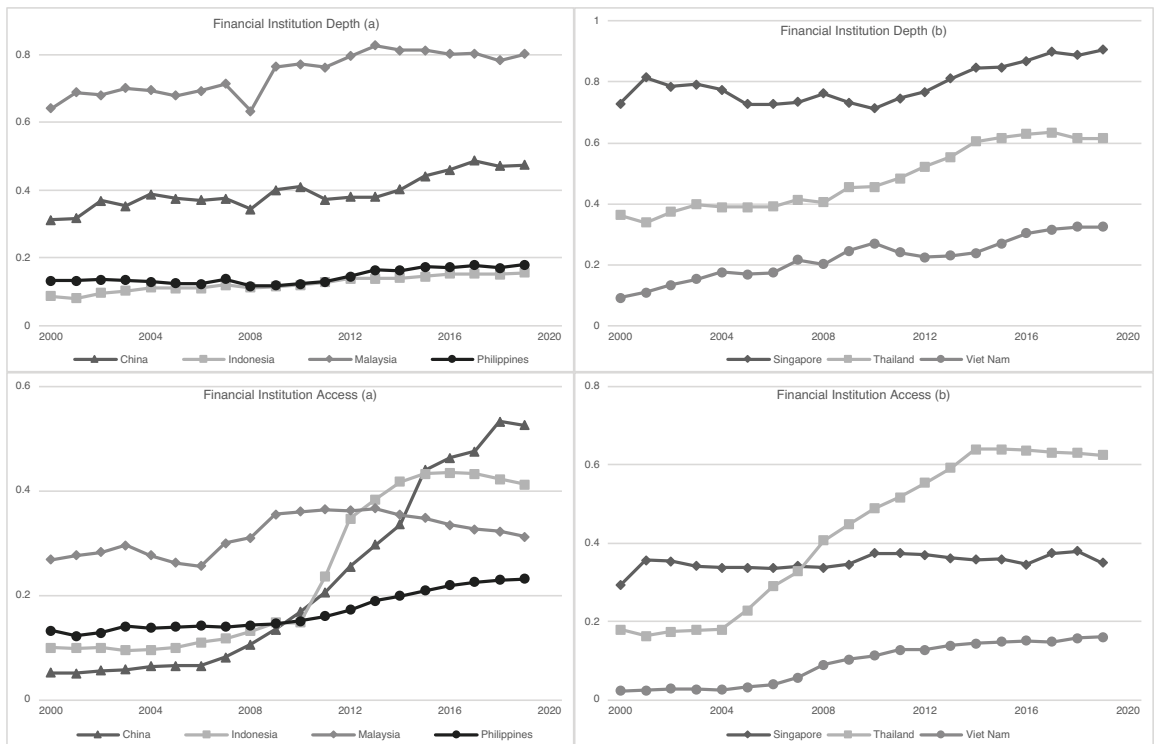 Financial Institution Depth (a)
0.8
0.6
0.4
0.2
0
2000 2004 2008 2012 2016 2020
China Indonesia Malaysia Philippines
Financial Institution Depth (b)
1
0.8
0.6
0.4
0.2
0
2000 2004 2008 2012 2016 2020
Singapore Thailand Viet Nam
Financial Institution Access (a)
0.6
0.4
0.2
0
2000 2004 2008 2012 2016 2020
China Indonesia Malaysia Philippines
Financial Institution Access (b)
0.8
0.6
0.4
0.2
0
2000 2004 2008 2012 2016 2020
Singapore Thailand Viet Nam